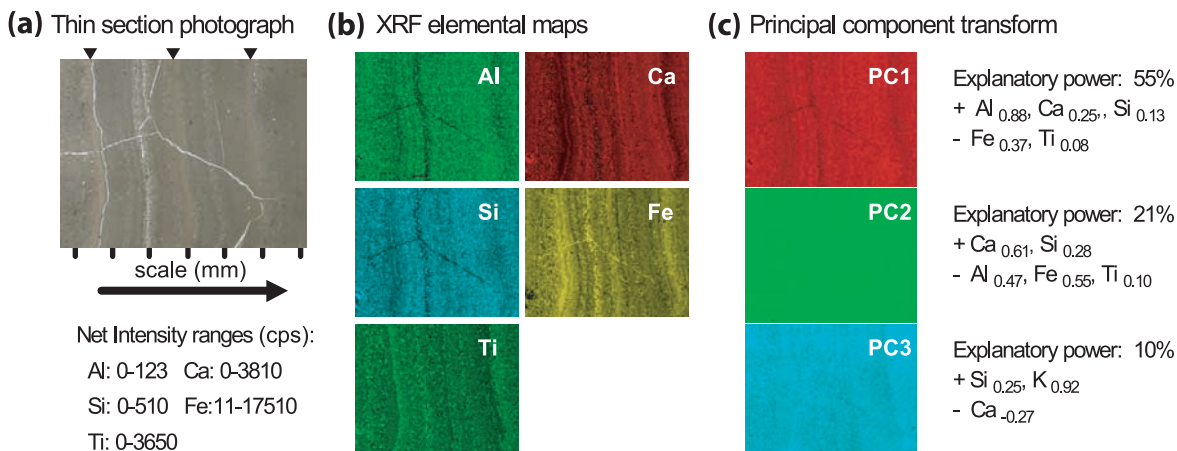 (a) Thin section photograph
scale (mm)
Net Intensity ranges (cps):
Al: 0-123 Ca: 0-3810
Si: 0-510 Fe:11-17510
Ti: 0-3650
(b) XRF elemental maps
Al
Ca
Si
Fe
Ti
(c) Principal component transform
PC1
Explanatory power: 55%
+ Al 0.88, Ca 0.25,, Si 0.13
- Fe 0.37, Ti 0.08
PC2
Explanatory power: 21%
+ Ca 0.61, Si 0.28
- Al 0.47, Fe 0.55, Ti 0.10
PC3
Explanatory power: 10%
+ Si 0.25, K 0.92
- Ca -0.27